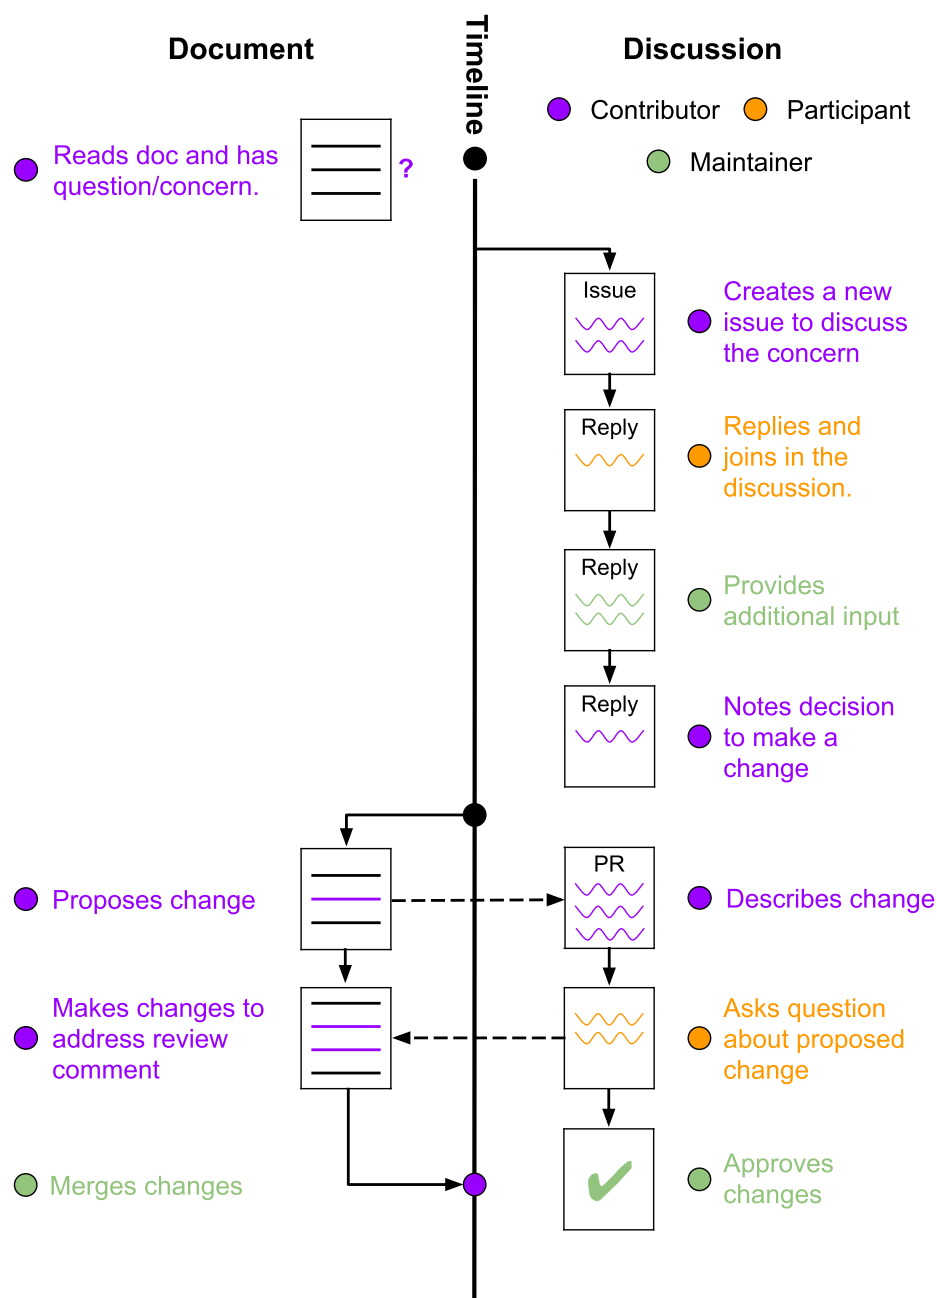 Document
Timeline
Discussion
Contributor
Participant
Maintainer
Reads doc and has
question/concern.
?
Issue
Creates a new
issue to discuss
the concern
Reply
Replies and
joins in the
discussion.
Reply
Provides
additional input
Reply
Notes decision
to make a
change
Proposes change
PR
Describes change
Makes changes to
address review
comment
Asks question
about proposed
change
Merges changes
Approves
changes